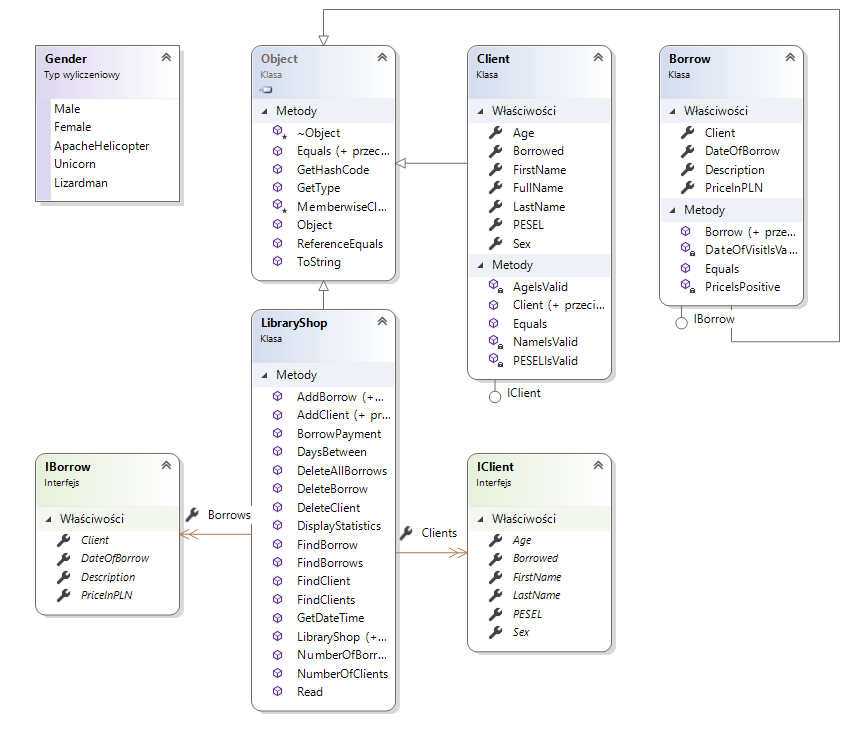 Gender
Typ wyliczeniowy
Male
Female
ApacheHelicopter
Unicorn
Lizardman
Object
Klasa
Metody
~Object
Equals (+ przec...
GetHashCode
GetType
MemberwiseCl...
Object
ReferenceEquals
ToString
Client
Klasa
Właściwości
Age
Borrowed
FirstName
FullName
LastName
PESEL
Sex
Metody
AgeIsValid
Client (+ przeci...
Equals
NameIsValid
PESELIsValid
IClient
Borrow
Klasa
Właściwości
Client
DateOfBorrow
Description
PriceInPLN
Metody
Borrow (+ prze...
DateOfVisitIsVa...
Equals
PriceIsPositive
IBorrow
LibraryShop
Klasa
Metody
AddBorrow (+...
AddClient (+ pr...
BorrowPayment
DaysBetween
DeleteAllBorrows
DeleteBorrow
DeleteClient
DisplayStatistics
FindBorrow
FindBorrows
FindClient
FindClients
GetDateTime
LibraryShop (+...
NumberOfBorr...
NumberOfClients
Read
IBorrow
Interfejs
Właściwości
Client
DateOfBorrow
Description
PriceInPLN
Borrows
Clients
IClient
Interfejs
Właściwości
Age
Borrowed
FirstName
LastName
PESEL
Sex